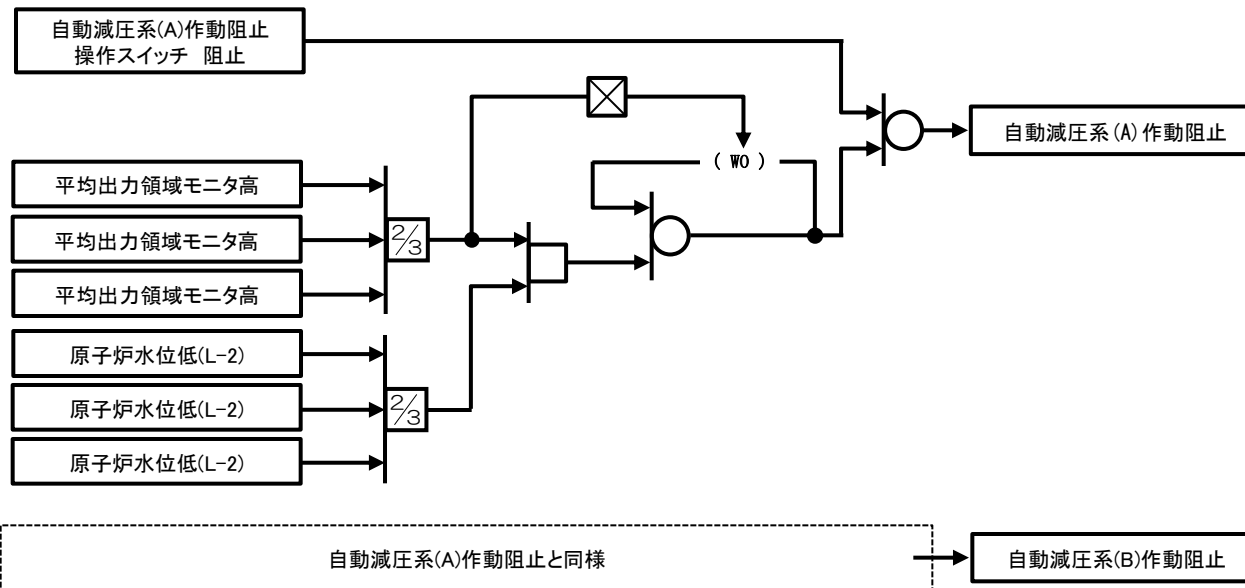 自動減圧系(A)作動阻止
操作スイッチ 阻止
自動減圧系(A)作動阻止
(WO)
平均出力領域モニタ高
平均出力領域モニタ高
平均出力領域モニタ高
2/3
原子炉水位低(L-2)
原子炉水位低(L-2)
原子炉水位低(L-2)
2/3
自動減圧系(A)作動阻止と同様
自動減圧系(B)作動阻止